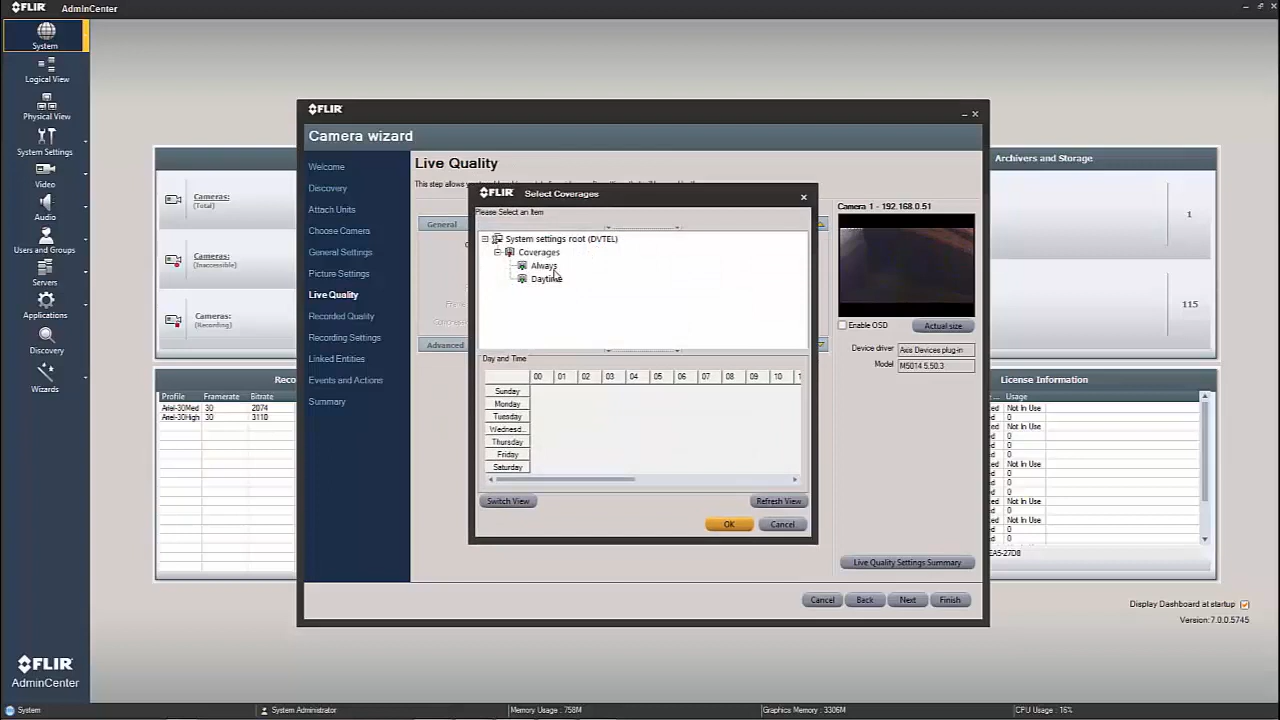 FLIR AdminCenter
System
Logical View
Physical View
System Settings
Video
Audio
Users and Groups
Servers
Applications
Discovery
Wizards
FLIR
AdminCenter
Cameras:
(Total)
Cameras:
(Inaccessible)
Cameras:
(Recording)
Profile Framerate Bitrate
Ariel-30Med 30 2074
Ariel-30High 30 3110
FLIR
Camera wizard
Welcome
Discovery
Attach Units
Choose Camera
General Settings
Picture Settings
Live Quality
Recorded Quality
Recording Settings
Linked Entities
Events and Actions
Summary
Live Quality
General
Advanced
FLIR Select Coverages
Please Select an Item
System settings root (DVTEL)
Coverages
Always
Daytime
Day and Time
00 01 02 03 04 05 06 07 08 09 10
Sunday
Monday
Tuesday
Wednesd...
Thursday
Friday
Saturday
Switch View Refresh View
OK Cancel
Camera 1 - 192.168.0.51
Enable OSD Actual size
Device driver Axis Devices plug-in
Model M5014 5.50.3
Live Quality Settings Summary
Cancel Back Next Finish
Archivers and Storage
1
115
License Information
Usage
Not In Use
0
Not In Use
0
0
Not In Use
0
0
Not In Use
0
Not In Use
0
0
Not In Use
0
EA5-27D8
Display Dashboard at startup
Version: 7.0.0.5745
System System Administrator Memory Usage : 758M Graphics Memory : 3306M CPU Usage : 16%